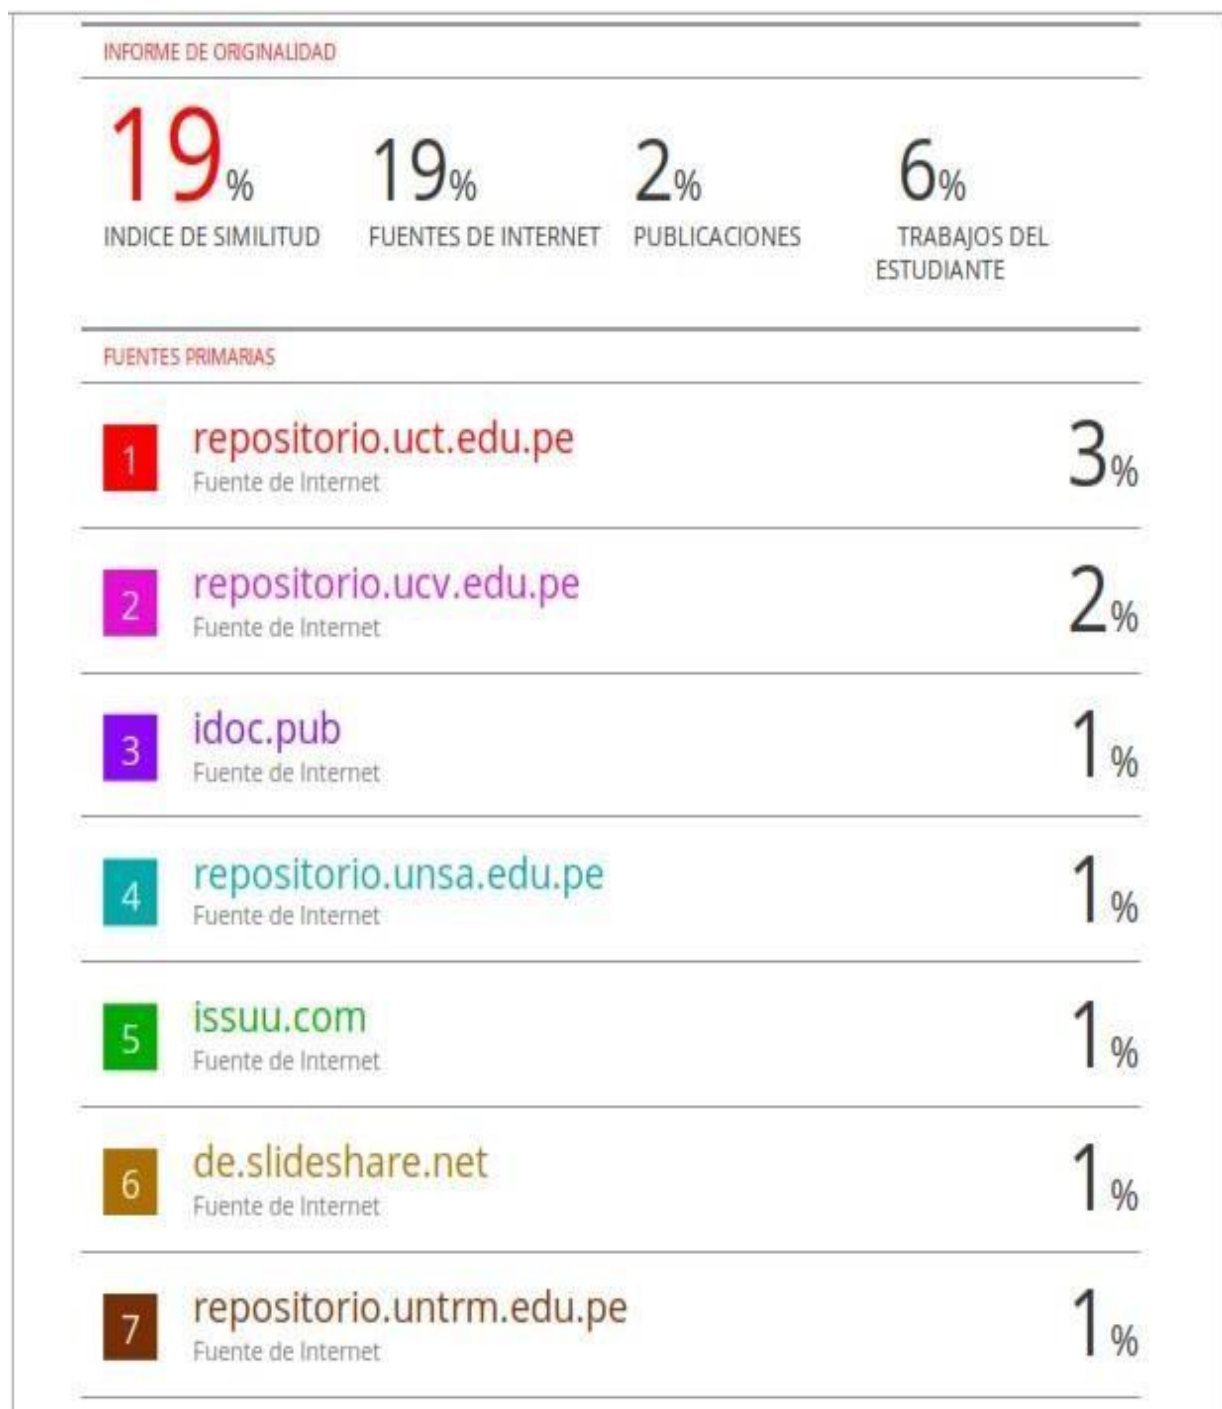 INFORME DE ORIGINALIDAD
19%
19%
2%
6%
INDICE DE SIMILITUD
FUENTES DE INTERNET
PUBLICACIONES
TRABAJOS DEL
ESTUDIANTE
FUENTES PRIMARIAS
1
repositorio.uct.edu.pe
Fuente de Internet
3%
2
repositorio.ucv.edu.pe
Fuente de Internet
2%
3
idoc.pub
Fuente de Internet
1%
4
repositorio.unsa.edu.pe
Fuente de Internet
1%
5
issuu.com
Fuente de Internet
1%
6
de.slideshare.net
Fuente de Internet
1%
7
repositorio.untrm.edu.pe
Fuente de Internet
1%